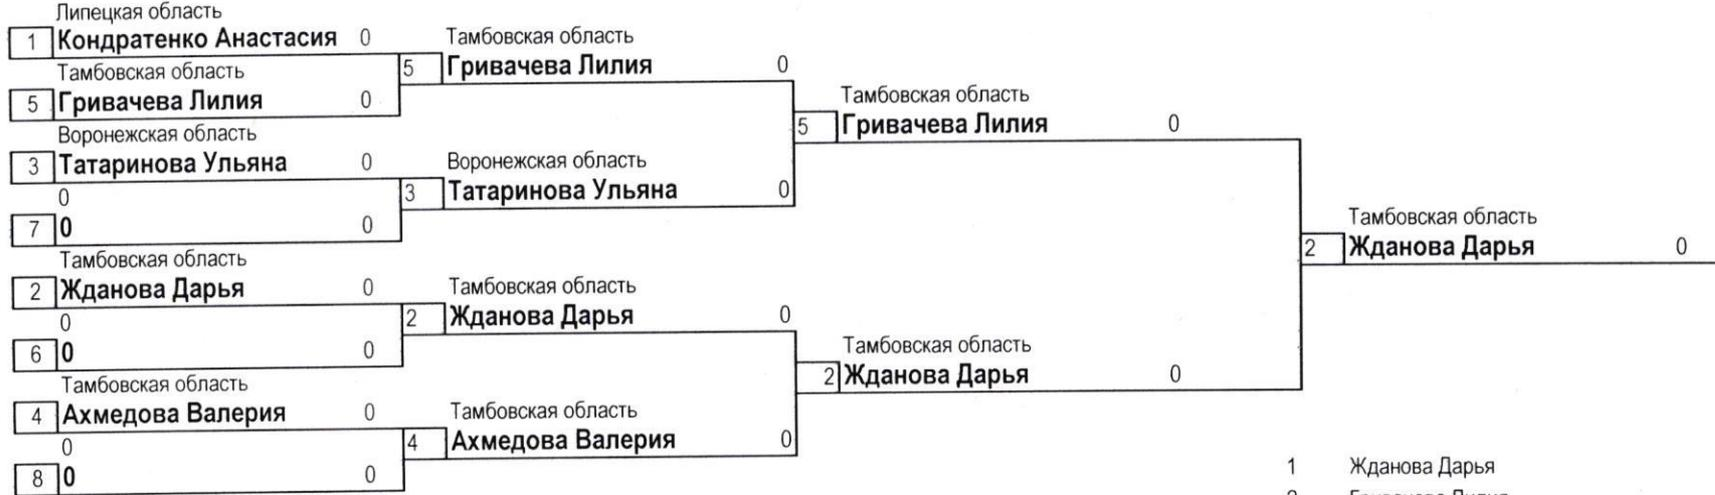 Липецкая область
1 Кондратенко Анастасия 0
Тамбовская область
5 Гривачева Лилия 0
Воронежская область
3 Татаринова Ульяна 0
0
7 0 0
Тамбовская область
2 Жданова Дарья 0
0
6 0 0
Тамбовская область
4 Ахмедова Валерия 0
0
8 0 0
Тамбовская область
5 Гривачева Лилия 0
Воронежская область
3 Татаринова Ульяна 0
Тамбовская область
2 Жданова Дарья 0
Тамбовская область
4 Ахмедова Валерия 0
Тамбовская область
5 Гривачева Лилия 0
Тамбовская область
2 Жданова Дарья 0
Тамбовская область
2 Жданова Дарья 0
1 Жданова Дарья